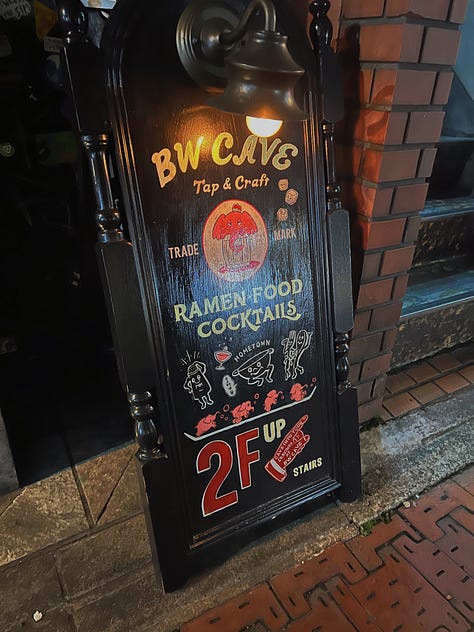 BW CAVE
Tap & Craft
TRADE MARK
RAMEN·FOOD
COCKTAILS
HOMETOWN
2F UP
STAIRS